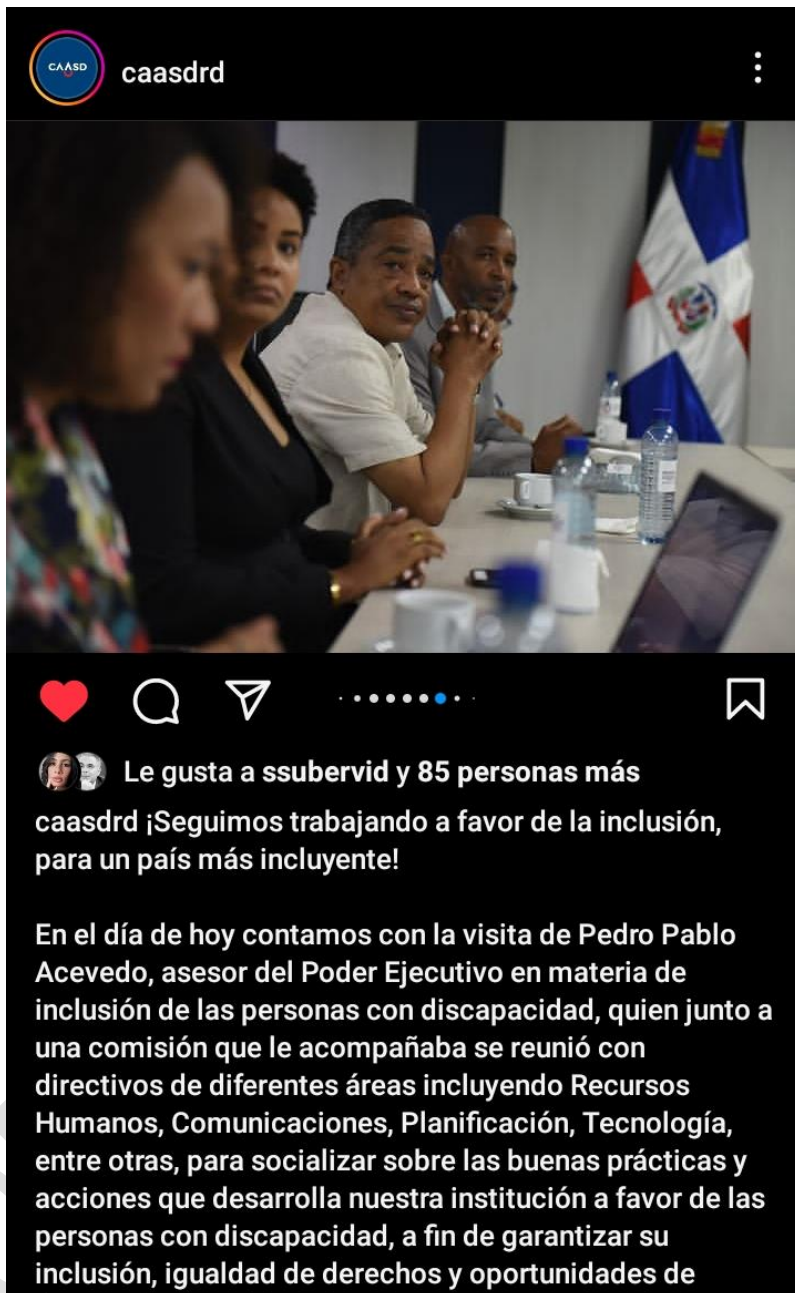 CAASD
caasdrd
Le gusta a ssubervid y 85 personas más
caasdrd ¡Seguimos trabajando a favor de la inclusión,
para un país más incluyente!
En el día de hoy contamos con la visita de Pedro Pablo
Acevedo, asesor del Poder Ejecutivo en materia de
inclusión de las personas con discapacidad, quien junto a
una comisión que le acompañaba se reunió con
directivos de diferentes áreas incluyendo Recursos
Humanos, Comunicaciones, Planificación, Tecnología,
entre otras, para socializar sobre las buenas prácticas y
acciones que desarrolla nuestra institución a favor de las
personas con discapacidad, a fin de garantizar su
inclusión, igualdad de derechos y oportunidades de